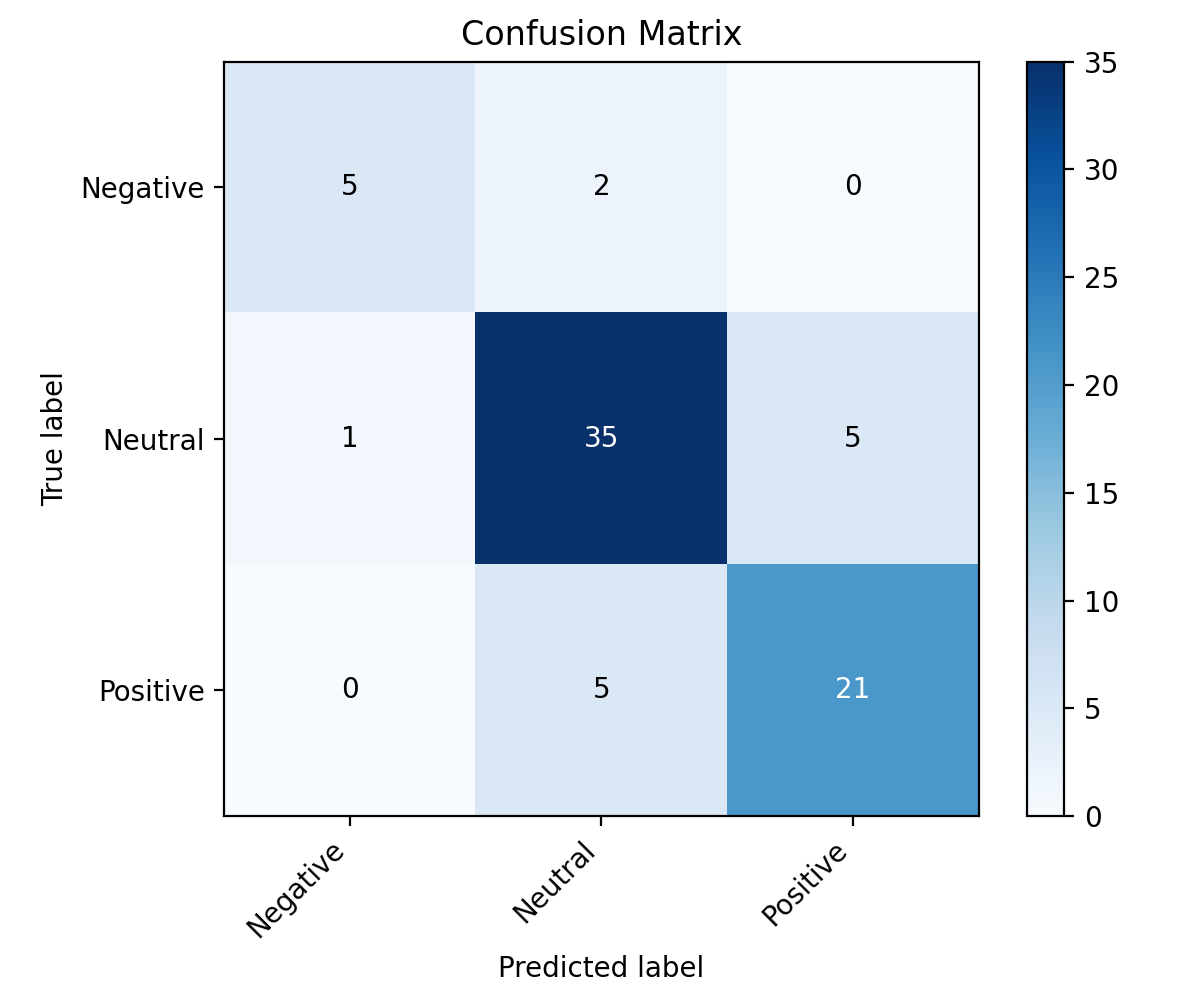 Confusion Matrix
Negative 5 2 0
Neutral 1 35 5
Positive 0 5 21
True label
Negative Neutral Positive
Predicted label
35
30
25
20
15
10
5
0